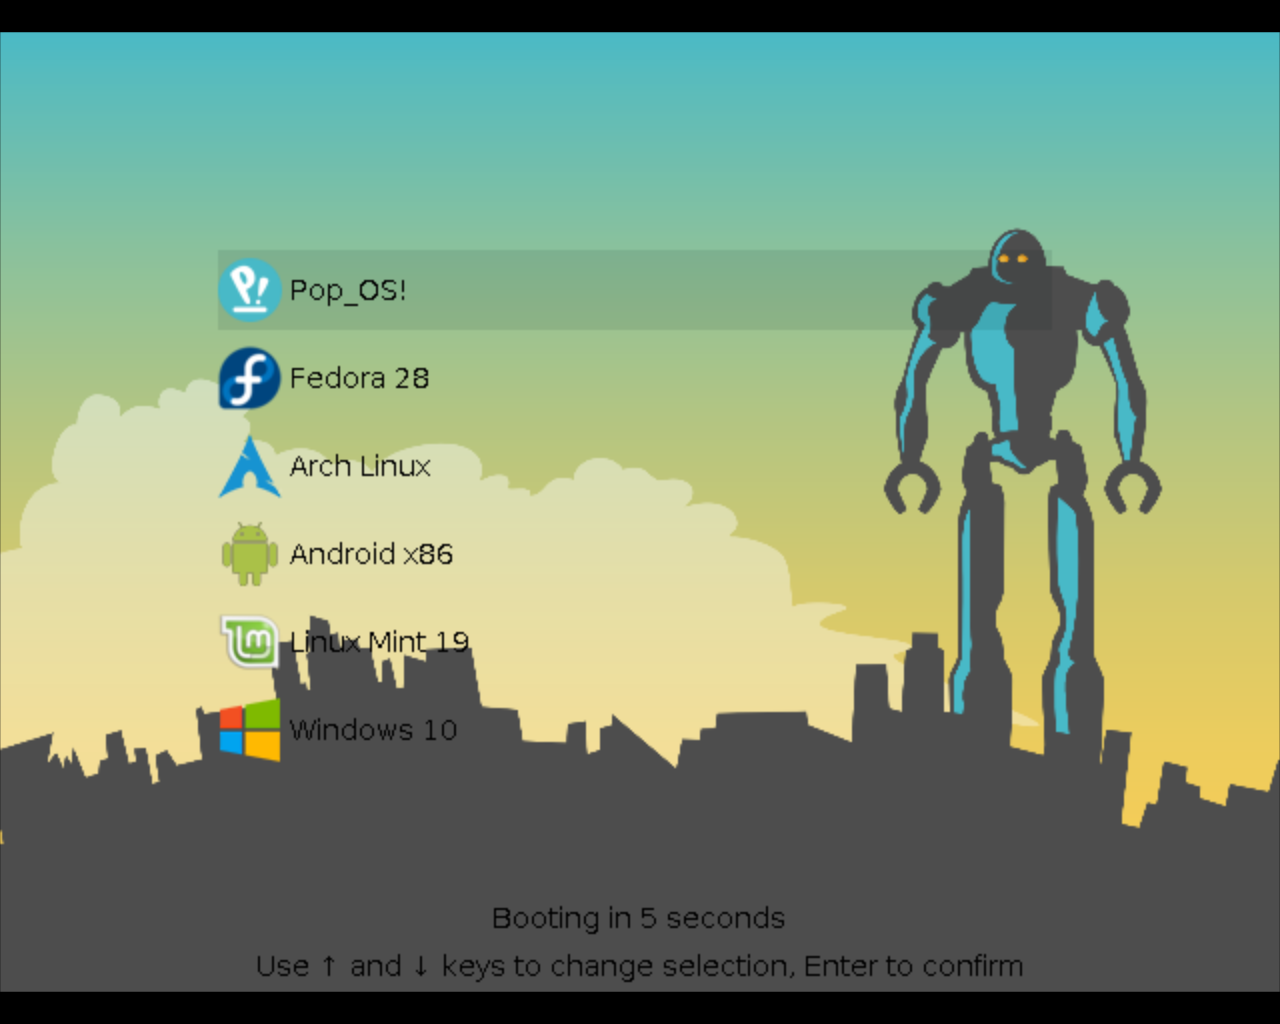 Pop_OS!
Fedora 28
Arch Linux
Android x86
Linux Mint 19
Windows 10
Booting in 5 seconds
Use ↑ and ↓ keys to change selection, Enter to confirm